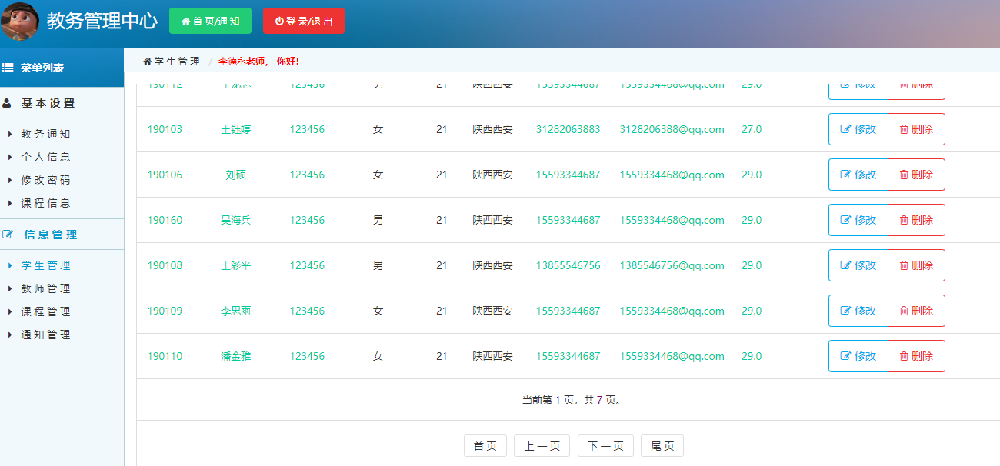 教务管理中心 首页/通知 登录/退出
菜单列表
学生管理 / 李德永老师， 你好!
基本设置
教务通知
个人信息
修改密码
课程信息
信息管理
学生管理
教师管理
课程管理
通知管理
190112 123456 男 21 陕西西安 15593344687 1559334468@qq.com 29.0 修改 删除
190103 王钰婷 123456 女 21 陕西西安 31282063883 3128206388@qq.com 27.0 修改 删除
190106 刘硕 123456 女 21 陕西西安 15593344687 1559334468@qq.com 29.0 修改 删除
190160 吴海兵 123456 男 21 陕西西安 15593344687 1559334468@qq.com 29.0 修改 删除
190108 王彩平 123456 男 21 陕西西安 13855546756 1385546756@qq.com 29.0 修改 删除
190109 李思雨 123456 女 21 陕西西安 15593344687 1559334468@qq.com 29.0 修改 删除
190110 潘金雅 123456 女 21 陕西西安 15593344687 1559334468@qq.com 29.0 修改 删除
当前第 1 页，共 7 页。
首页 上一页 下一页 尾页